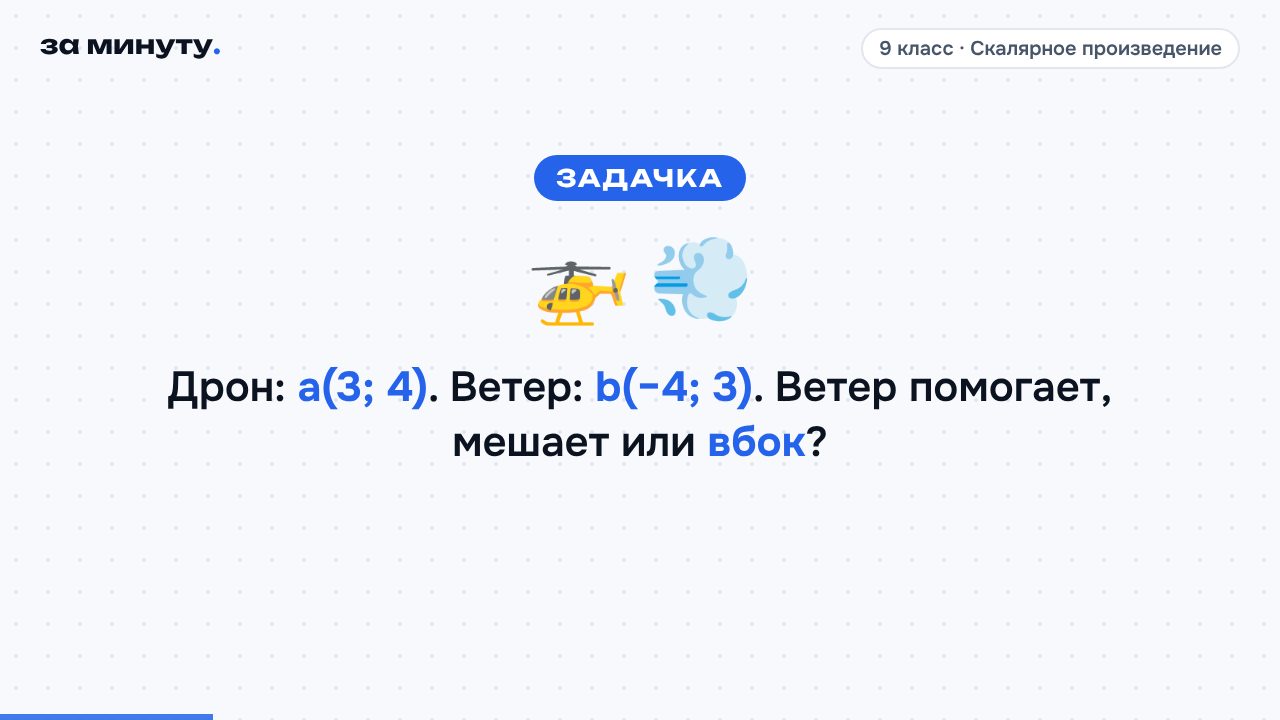 за минуту.
9 класс · Скалярное произведение
ЗАДАЧКА
Дрон: a(3; 4). Ветер: b(−4; 3). Ветер помогает,
мешает или вбок?